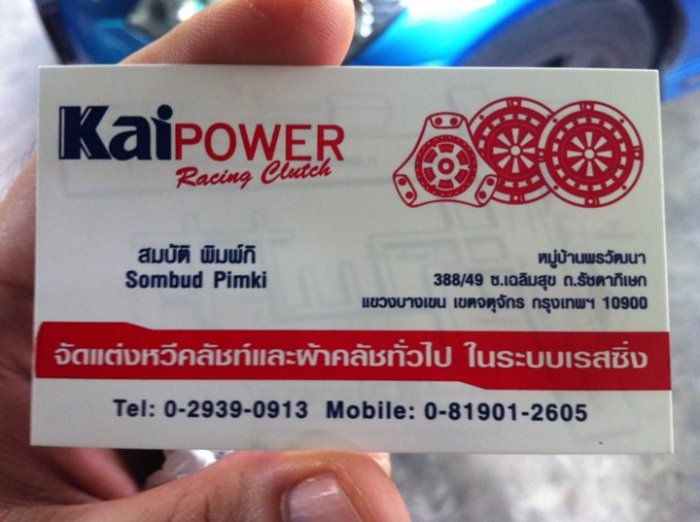 KaiPOWER
Racing Clutch
สมบัติ พิมพ์กิ
Sombud Pimki
หมู่บ้านพรวัฒนา
388/49 ซ.เฉลิมสุข ถ.รัชดาภิเษก
แขวงบางเขน เขตจตุจักร กรุงเทพฯ 10900
จัดแต่งหวีคลัชท์และผ้าคลัชทั่วไป ในระบบเรสซิ่ง
Tel: 0-2939-0913 Mobile: 0-81901-2605